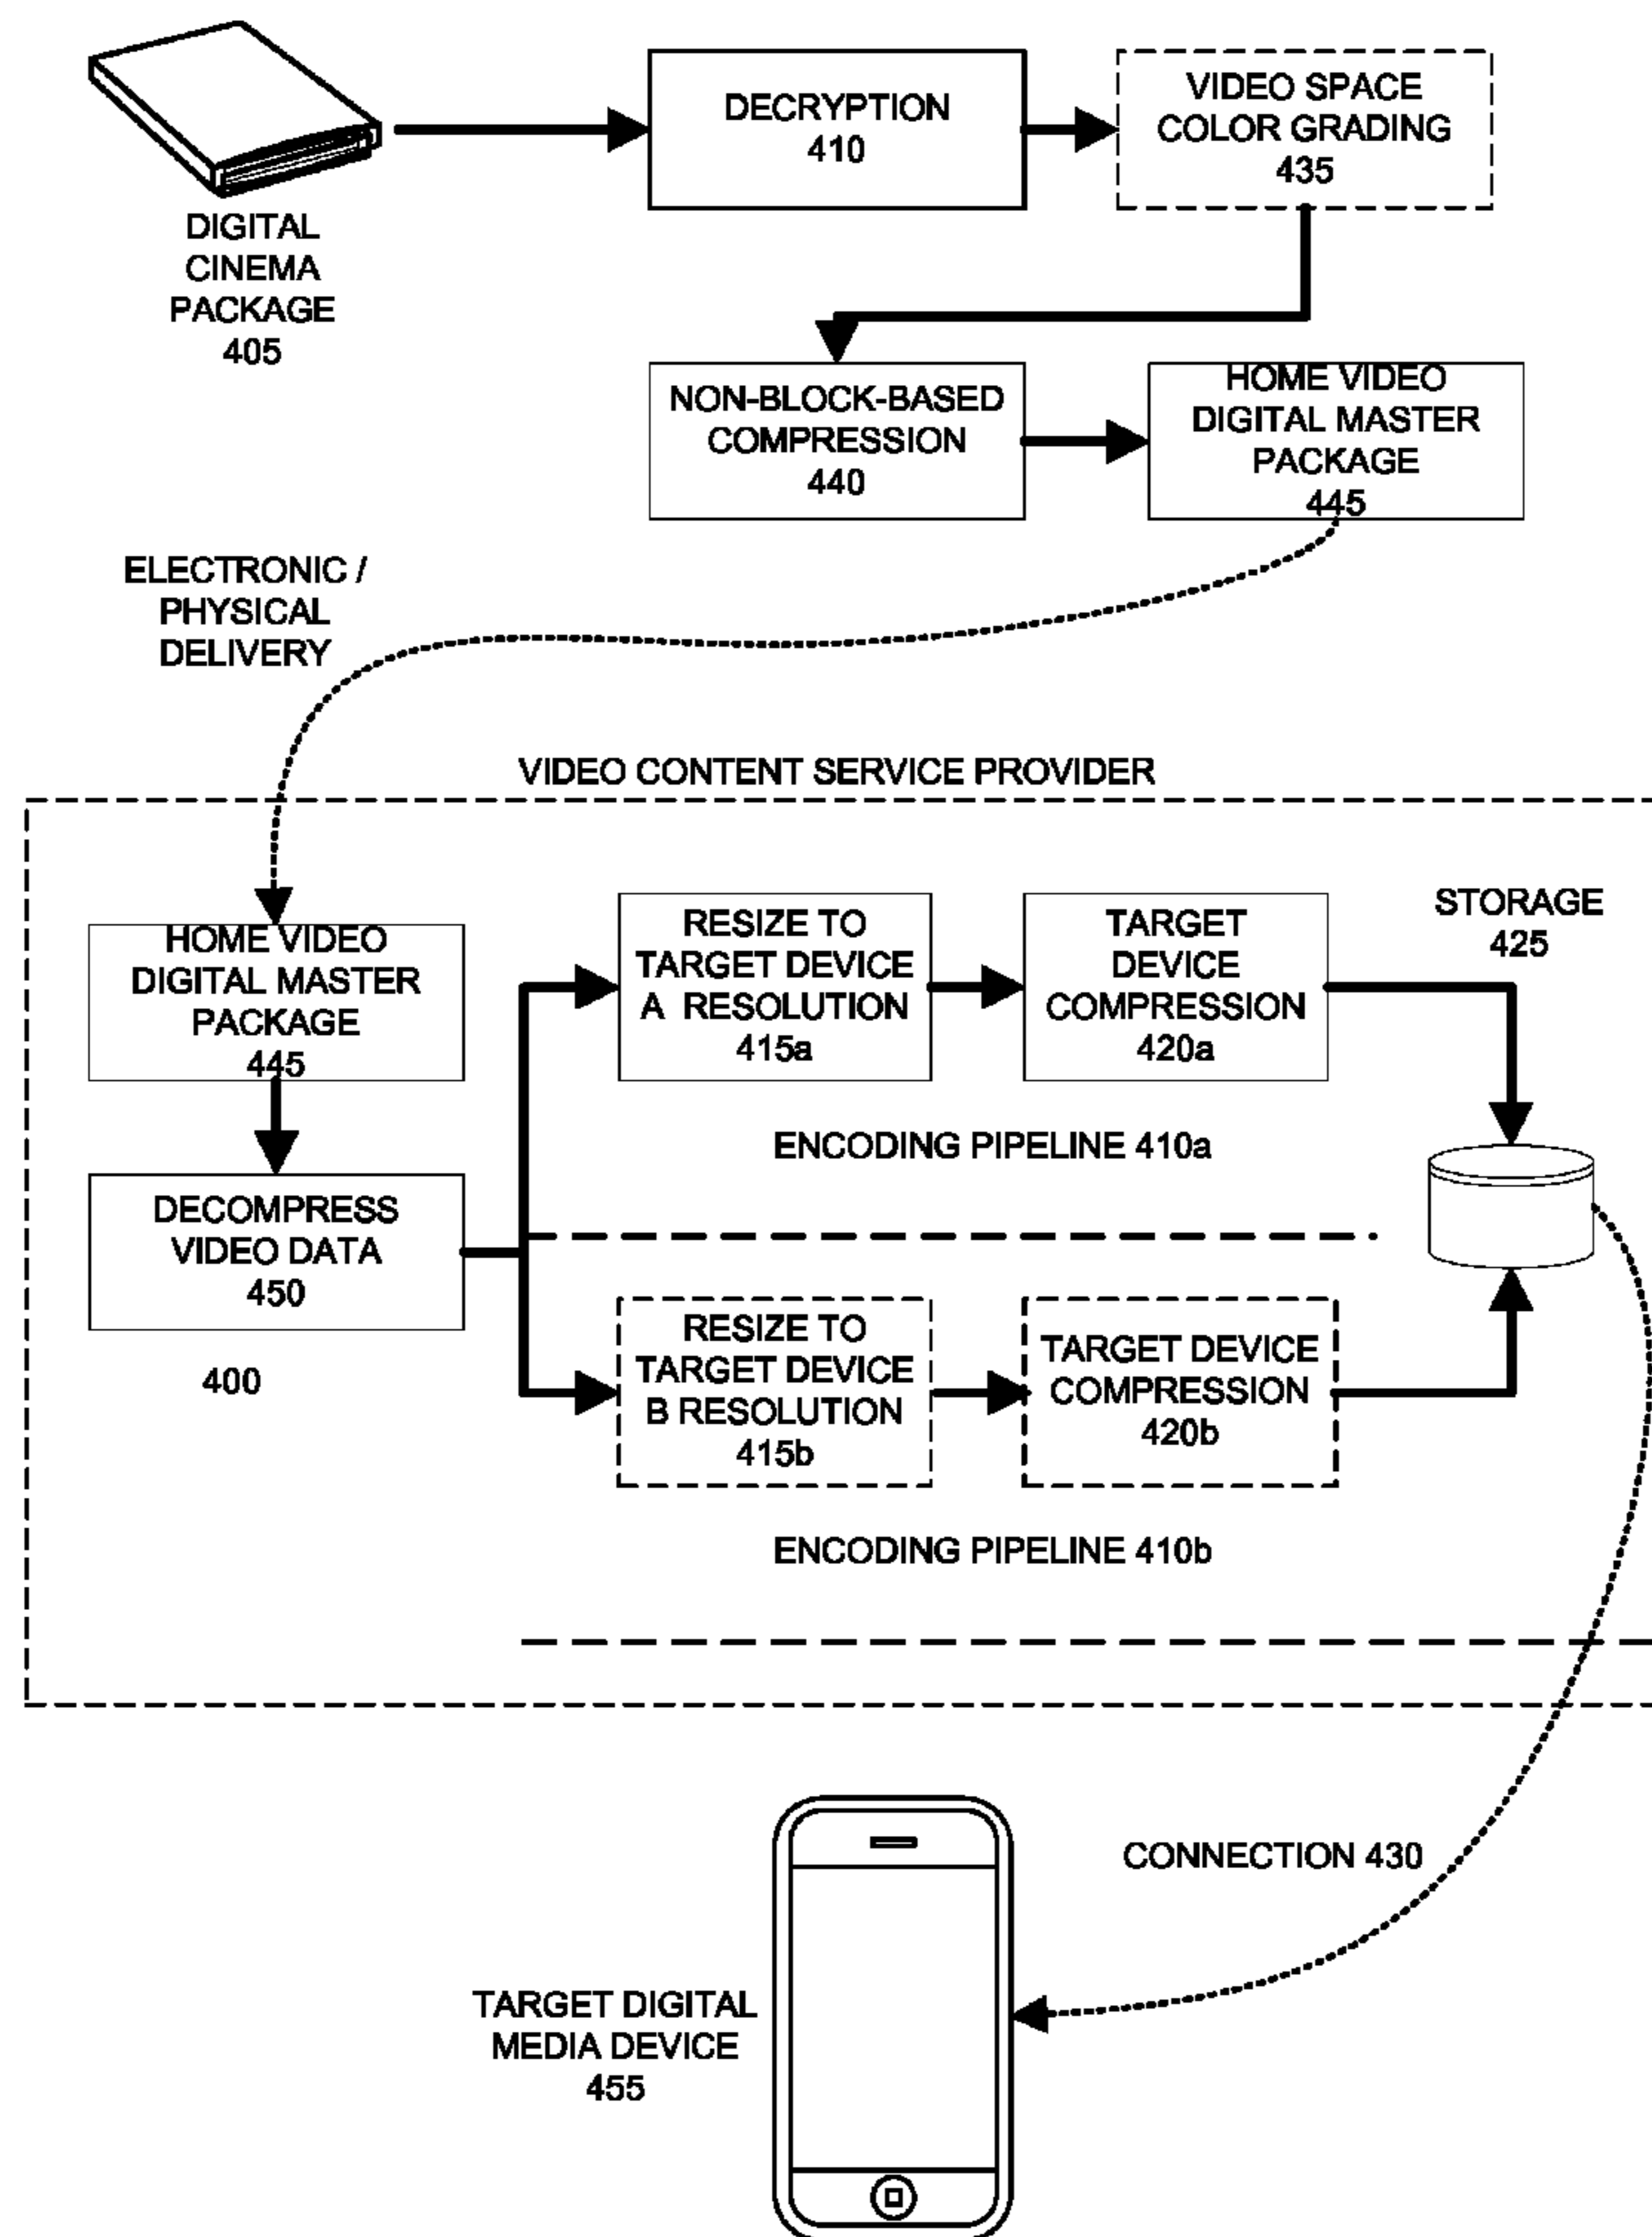 DIGITAL
CINEMA
PACKAGE
405
DECRYPTION
410
VIDEO SPACE
COLOR GRADING
435
NON-BLOCK-BASED
COMPRESSION
440
HOME VIDEO
DIGITAL MASTER
PACKAGE
445
ELECTRONIC /
PHYSICAL
DELIVERY
VIDEO CONTENT SERVICE PROVIDER
HOME VIDEO
DIGITAL MASTER
PACKAGE
445
RESIZE TO
TARGET DEVICE
A RESOLUTION
415a
TARGET
DEVICE
COMPRESSION
420a
STORAGE
425
ENCODING PIPELINE 410a
DECOMPRESS
VIDEO DATA
450
400
RESIZE TO
TARGET DEVICE
B RESOLUTION
415b
TARGET DEVICE
COMPRESSION
420b
ENCODING PIPELINE 410b
CONNECTION 430
TARGET DIGITAL
MEDIA DEVICE
455